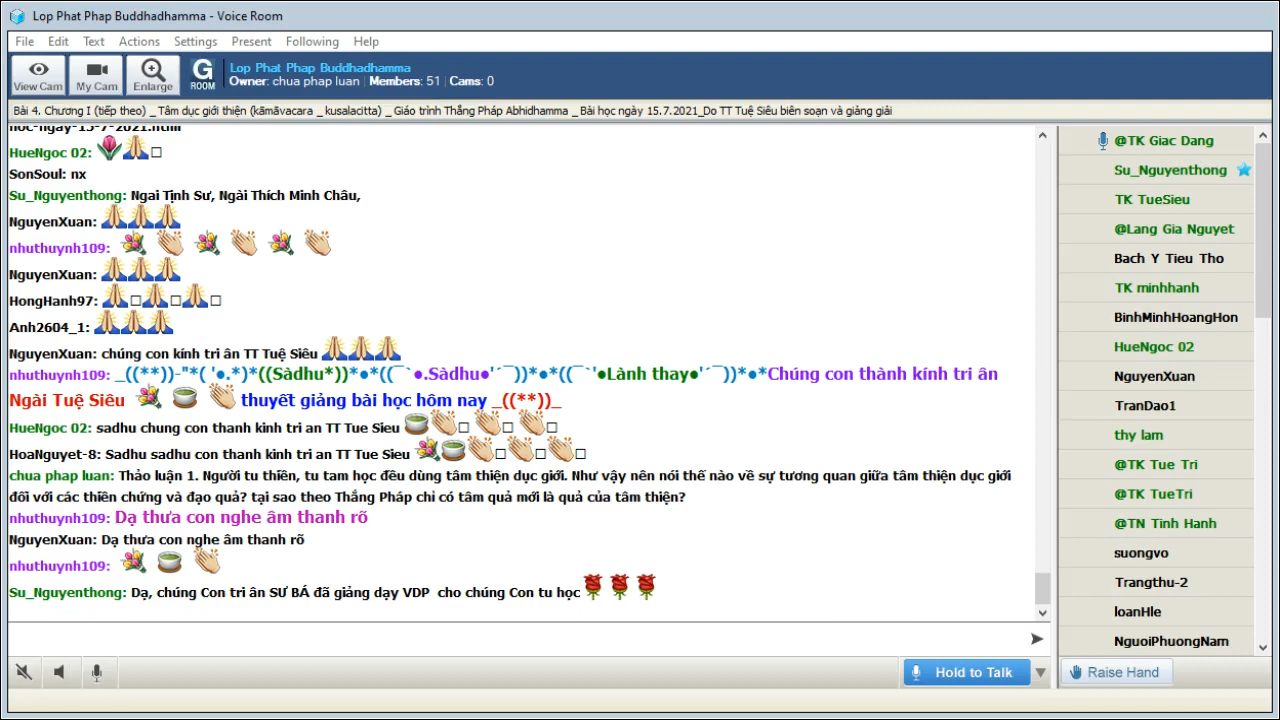 Lop Phat Phap Buddhadhamma - Voice Room
File Edit Text Actions Settings Present Following Help
View Cam My Cam Enlarge G ROOM
Lop Phat Phap Buddhadhamma
Owner: chua phap luan | Members: 51 | Cams: 0
Bài 4. Chương I (tiếp theo) _ Tâm dục giới thiện (kāmāvacara _ kusalacitta) _ Giáo trình Thắng Pháp Abhidhamma _ Bài học ngày 15.7.2021_Do TT Tuệ Siêu biên soạn và giảng giải
hoc-ngay-15-7-2021.html
HueNgoc 02:
SonSoul: nx
Su_Nguyenthong: Ngai Tịnh Sư, Ngài Thích Minh Châu,
NguyenXuan:
nhuthuynh109:
NguyenXuan:
HongHanh97:
Anh2604_1:
NguyenXuan: chúng con kính tri ân TT Tuệ Siêu
nhuthuynh109: _((**))-"*( '●.*)*((Sàdhu*))*●*((¯`●.Sàdhu●'´¯))*●*((¯`'●Lành thay●'´¯))*●*Chúng con thành kính tri ân
Ngài Tuệ Siêu thuyết giảng bài học hôm nay _((**))_
HueNgoc 02: sadhu chung con thanh kinh tri an TT Tue Sieu
HoaNguyet-8: Sadhu sadhu con thanh kinh tri an TT Tue Sieu
chua phap luan: Thảo luận 1. Người tu thiền, tu tam học đều dùng tâm thiện dục giới. Như vậy nên nói thế nào về sự tương quan giữa tâm thiện dục giới
đối với các thiền chứng và đạo quả? tại sao theo Thắng Pháp chỉ có tâm quả mới là quả của tâm thiện?
nhuthuynh109: Dạ thưa con nghe âm thanh rõ
NguyenXuan: Dạ thưa con nghe âm thanh rõ
nhuthuynh109:
Su_Nguyenthong: Dạ, chúng Con tri ân SƯ BÁ đã giảng dạy VDP cho chúng Con tu học
Hold to Talk
@TK Giac Dang
Su_Nguyenthong
TK TueSieu
@Lang Gia Nguyet
Bach Y Tieu Tho
TK minhhanh
BinhMinhHoangHon
HueNgoc 02
NguyenXuan
TranDao1
thy lam
@TK Tue Tri
@TK TueTri
@TN Tinh Hanh
suongvo
Trangthu-2
loanHle
NguoiPhuongNam
Raise Hand